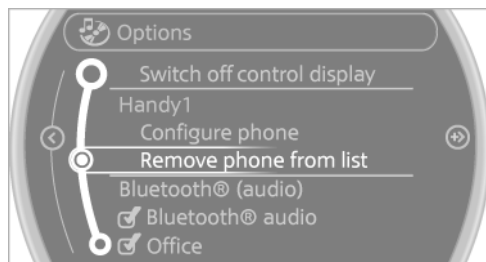 Options
Switch off control display
Handy1
Configure phone
Remove phone from list
Bluetooth® (audio)
Bluetooth® audio
Office